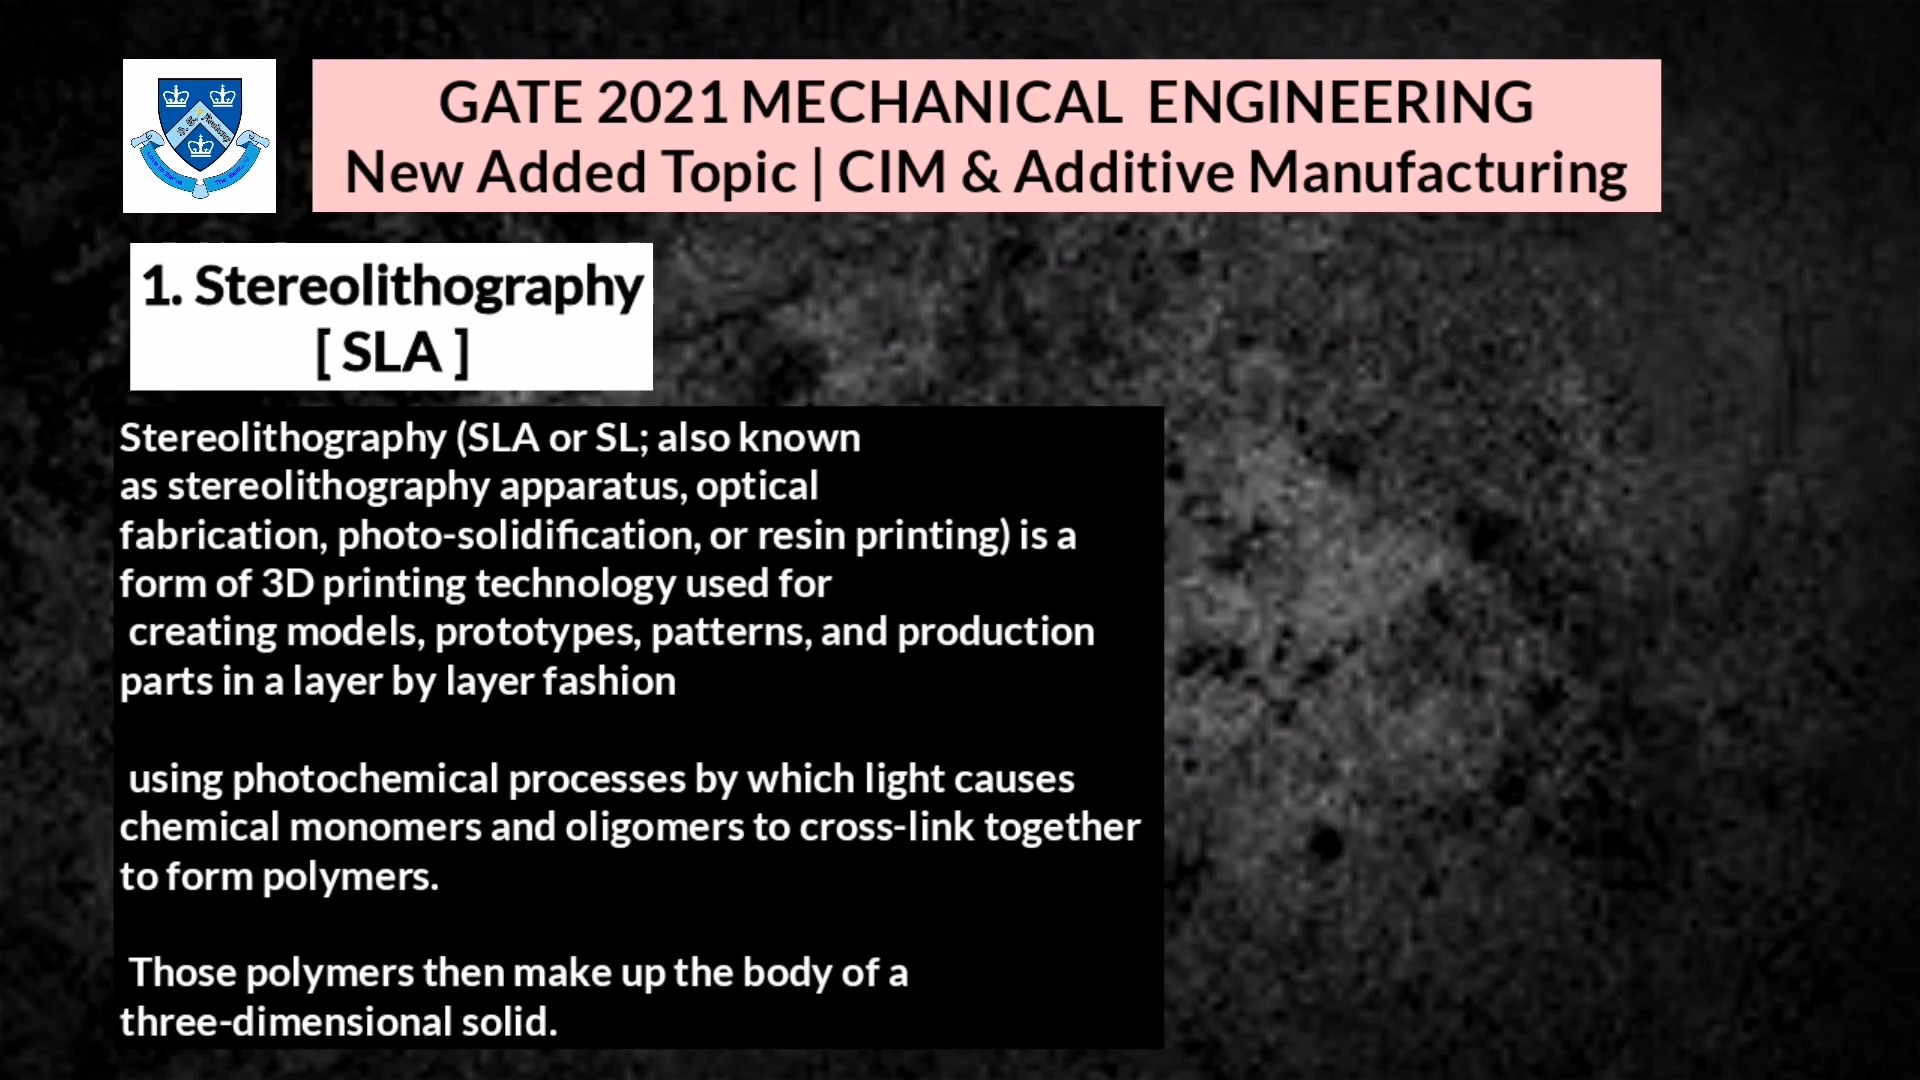 GATE 2021 MECHANICAL ENGINEERING
New Added Topic | CIM & Additive Manufacturing
1. Stereolithography
[ SLA ]
Stereolithography (SLA or SL; also known
as stereolithography apparatus, optical
fabrication, photo-solidification, or resin printing) is a
form of 3D printing technology used for
creating models, prototypes, patterns, and production
parts in a layer by layer fashion
using photochemical processes by which light causes
chemical monomers and oligomers to cross-link together
to form polymers.
Those polymers then make up the body of a
three-dimensional solid.